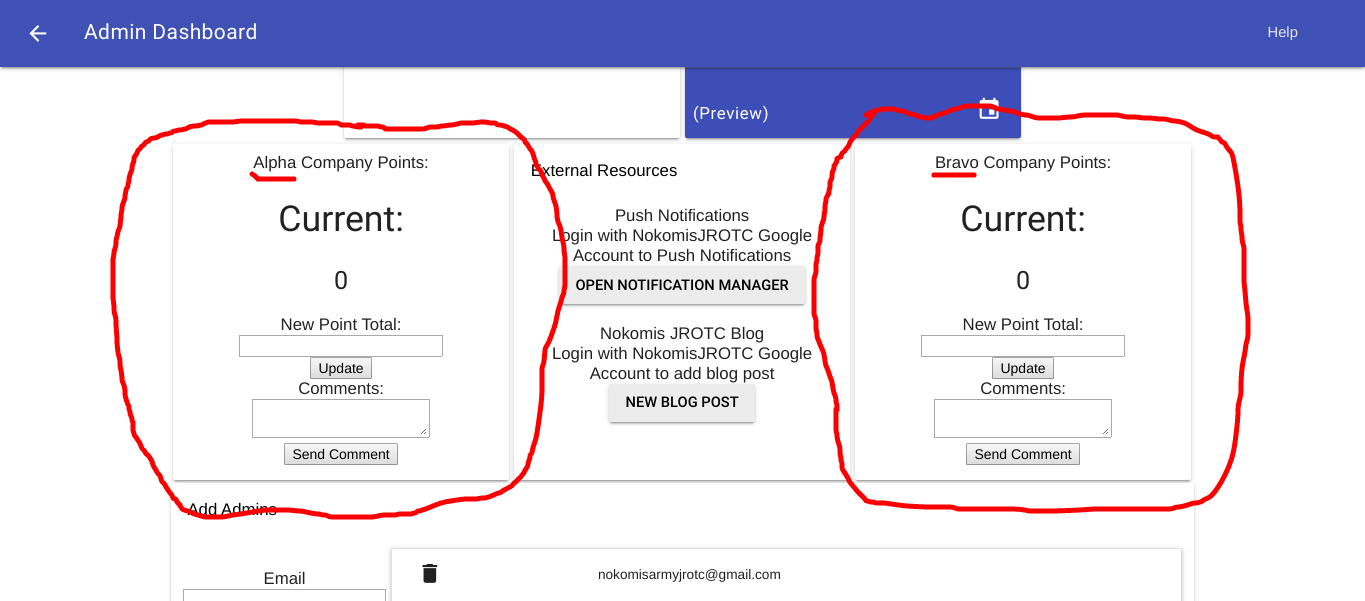 Admin Dashboard
Help
(Preview)
Alpha Company Points:
Current:
0
New Point Total:
Update
Comments:
Send Comment
External Resources
Push Notifications
Login with NokomisJROTC Google
Account to Push Notifications
OPEN NOTIFICATION MANAGER
Nokomis JROTC Blog
Login with NokomisJROTC Google
Account to add blog post
NEW BLOG POST
Bravo Company Points:
Current:
0
New Point Total:
Update
Comments:
Send Comment
Add Admins
Email
nokomisarmyjrotc@gmail.com